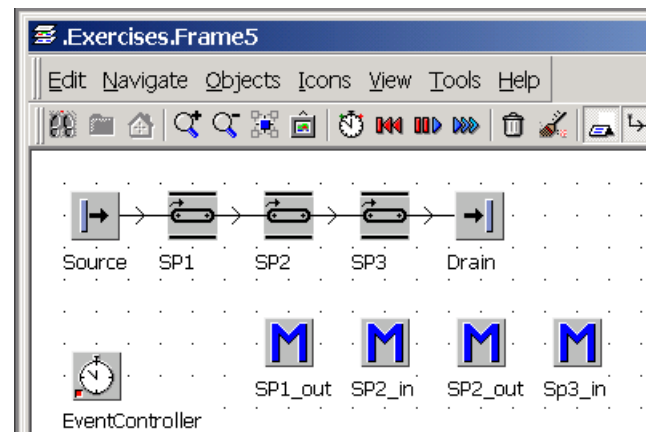 .Exercises.Frame5
Edit Navigate Objects Icons View Tools Help
Source SP1 SP2 SP3 Drain
M M M M
SP1_out SP2_in SP2_out Sp3_in
EventController